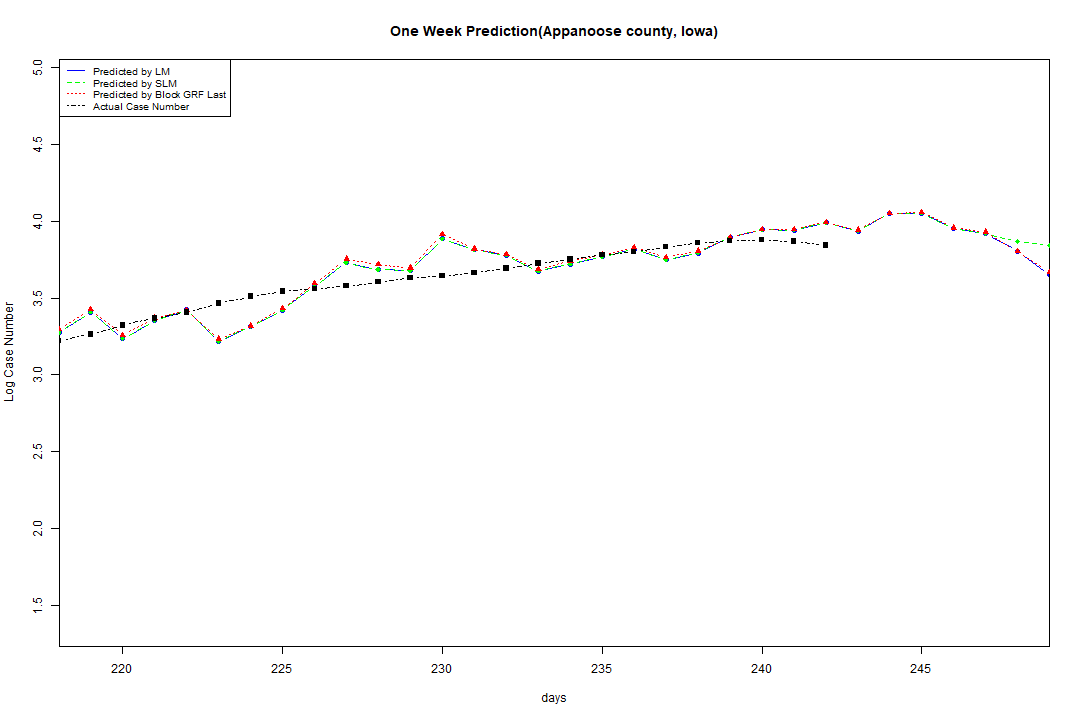 One Week Prediction(Appanoose county, Iowa)
Predicted by LM
Predicted by SLM
Predicted by Block GRF Last
Actual Case Number
Log Case Number
5.0
4.5
4.0
3.5
3.0
2.5
2.0
1.5
220 225 230 235 240 245
days